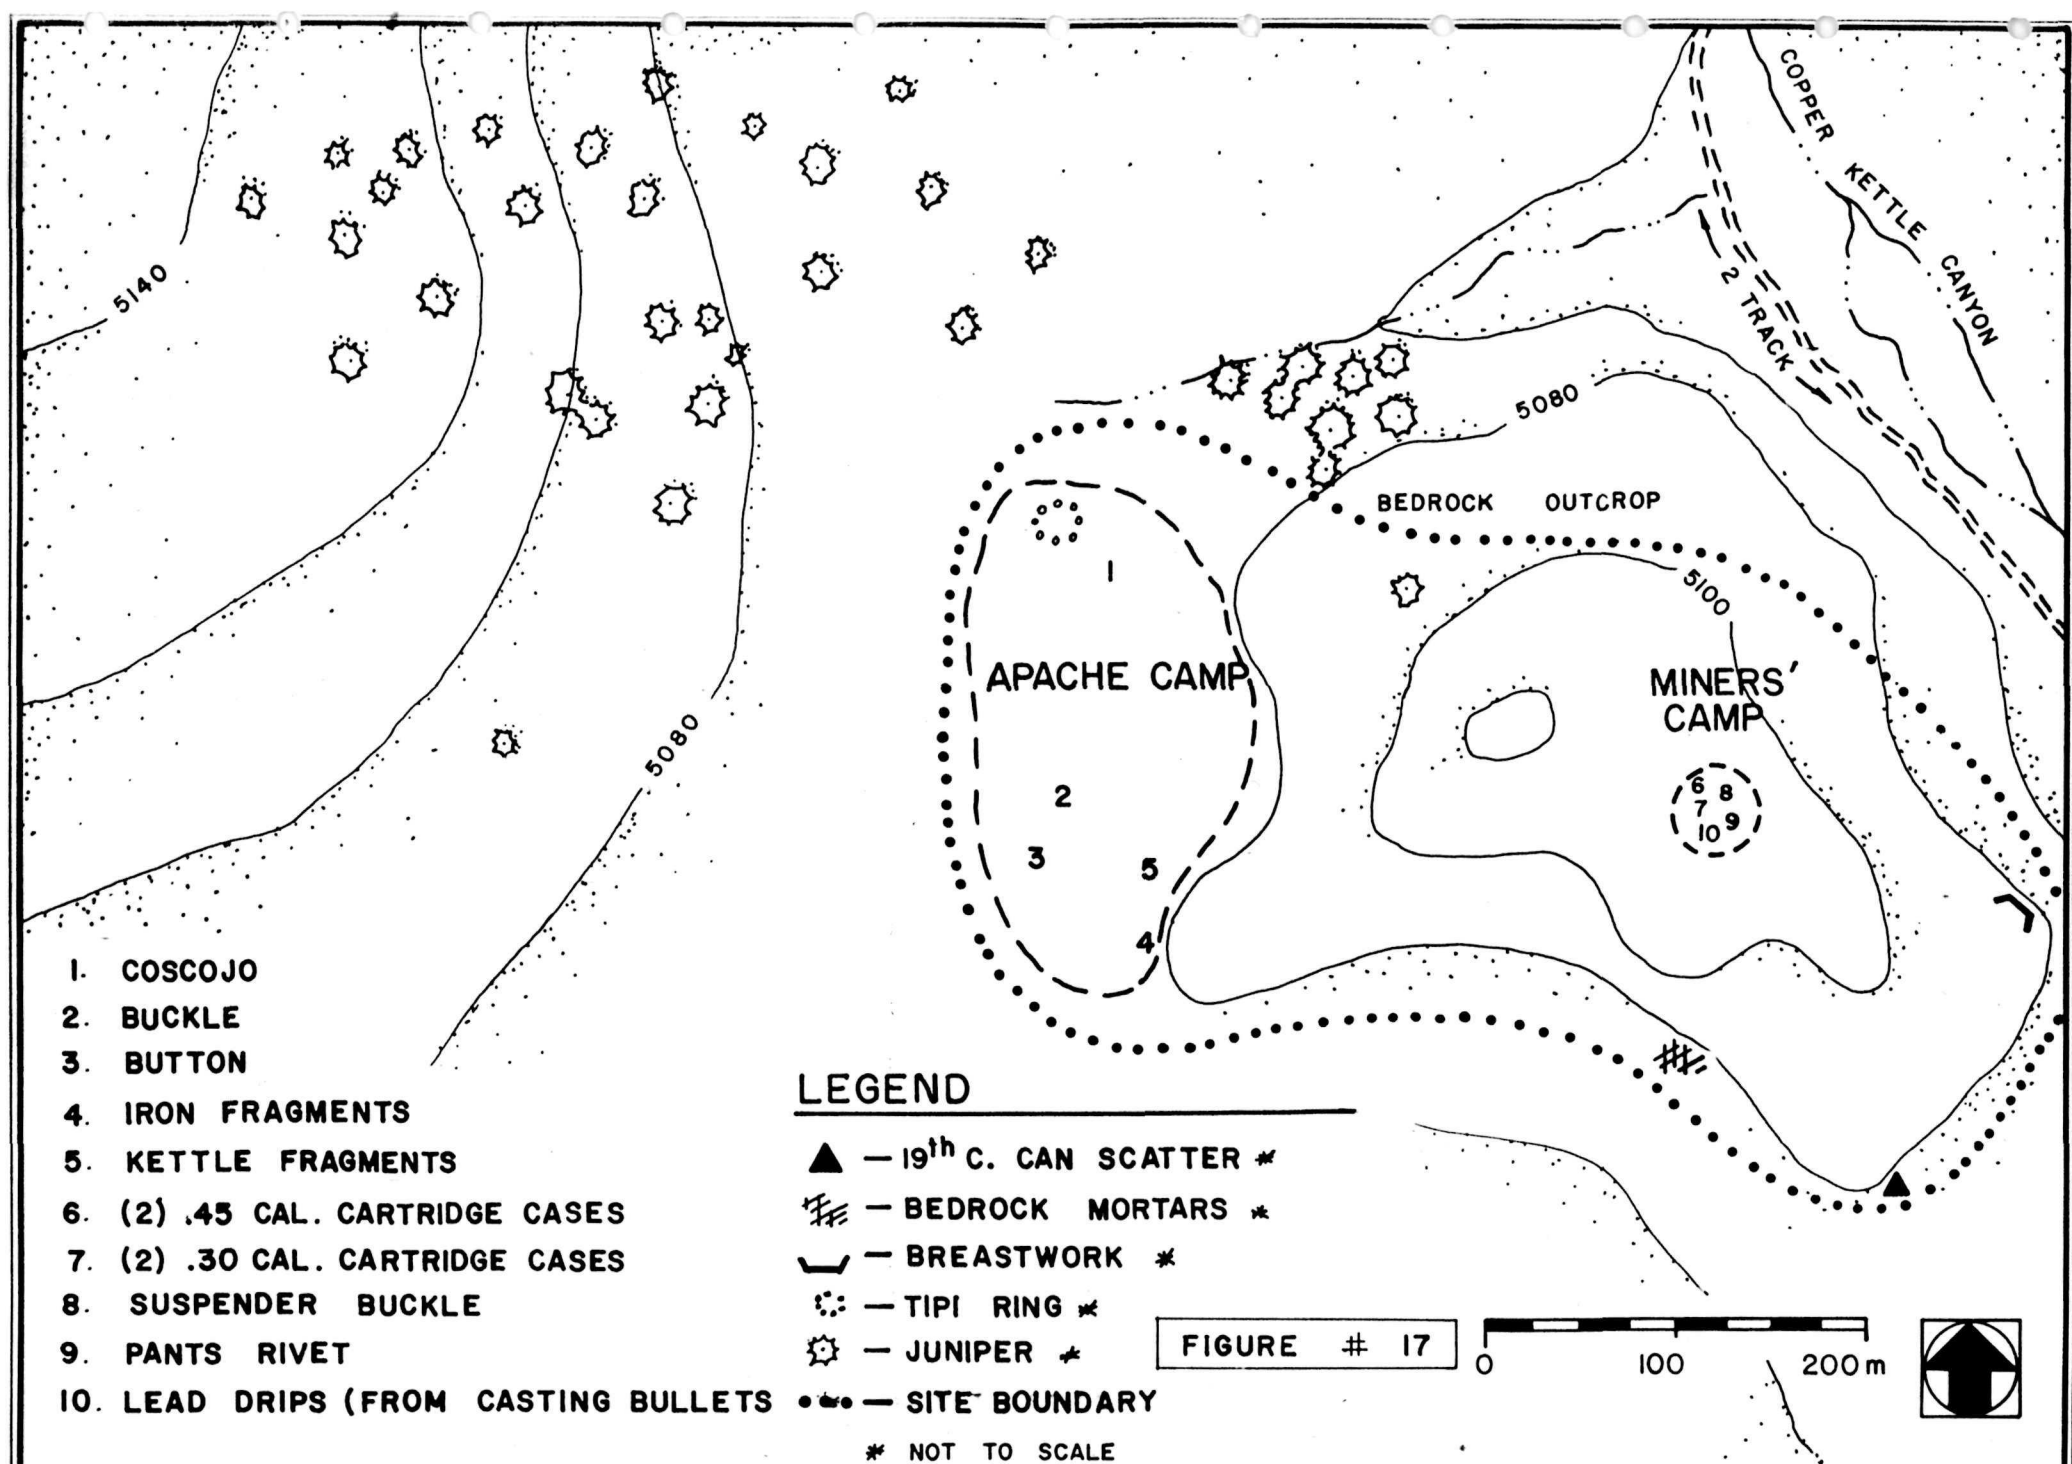 COPPER KETTLE CANYON
2 TRACK
5140
5080
BEDROCK OUTCROP
5100
1
APACHE CAMP
MINERS'
CAMP
5080
2
6 8
7
10 9
3
5
4
1. COSCOJO
2. BUCKLE
3. BUTTON
4. IRON FRAGMENTS
5. KETTLE FRAGMENTS
6. (2) .45 CAL. CARTRIDGE CASES
7. (2) .30 CAL. CARTRIDGE CASES
8. SUSPENDER BUCKLE
9. PANTS RIVET
10. LEAD DRIPS (FROM CASTING BULLETS
LEGEND
— 19th C. CAN SCATTER *
— BEDROCK MORTARS *
— BREASTWORK *
— TIPI RING *
— JUNIPER *
— SITE BOUNDARY
* NOT TO SCALE
FIGURE # 17
0 100 200 m